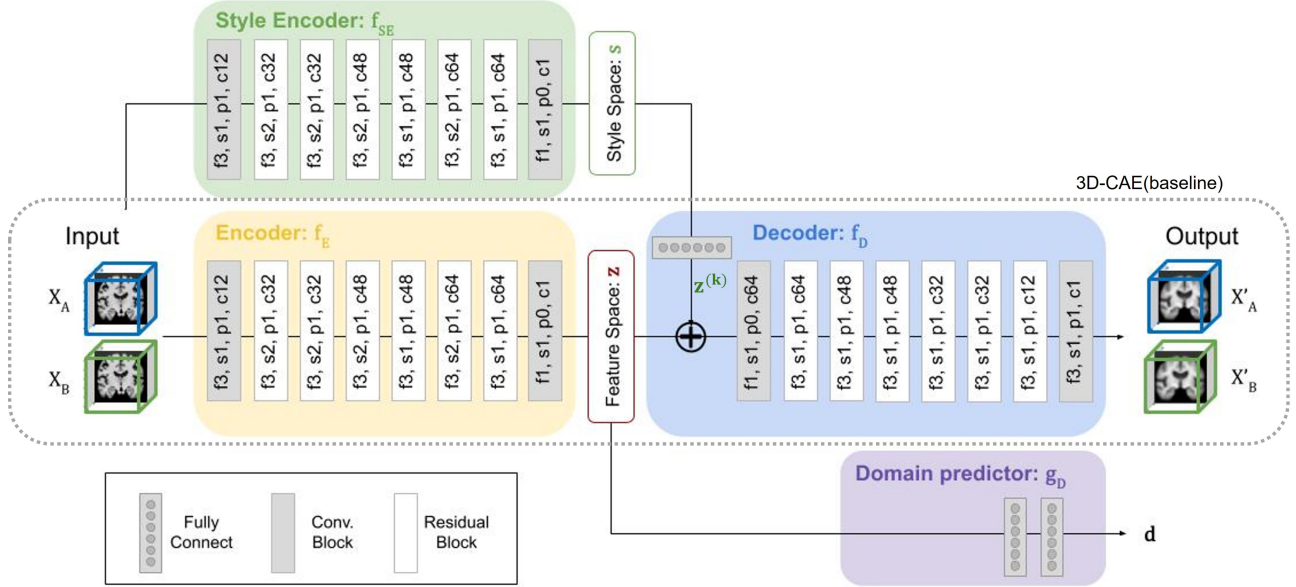 Style Encoder: f_SE
f3, s1, p1, c12
f3, s2, p1, c32
f3, s2, p1, c32
f3, s2, p1, c48
f3, s1, p1, c48
f3, s2, p1, c64
f3, s1, p1, c64
f1, s1, p0, c1
Style Space: s
3D-CAE(baseline)
Input
X_A
X_B
Encoder: f_E
f3, s1, p1, c12
f3, s2, p1, c32
f3, s2, p1, c32
f3, s2, p1, c48
f3, s1, p1, c48
f3, s2, p1, c64
f3, s1, p1, c64
f1, s1, p0, c1
Feature Space: z
z^(k)
Decoder: f_D
f1, s1, p0, c64
f3, s1, p1, c64
f3, s1, p1, c48
f3, s1, p1, c48
f3, s1, p1, c32
f3, s1, p1, c32
f3, s1, p1, c12
f3, s1, p1, c1
Output
X'_A
X'_B
Domain predictor: g_D
d
Fully
Connect
Conv.
Block
Residual
Block